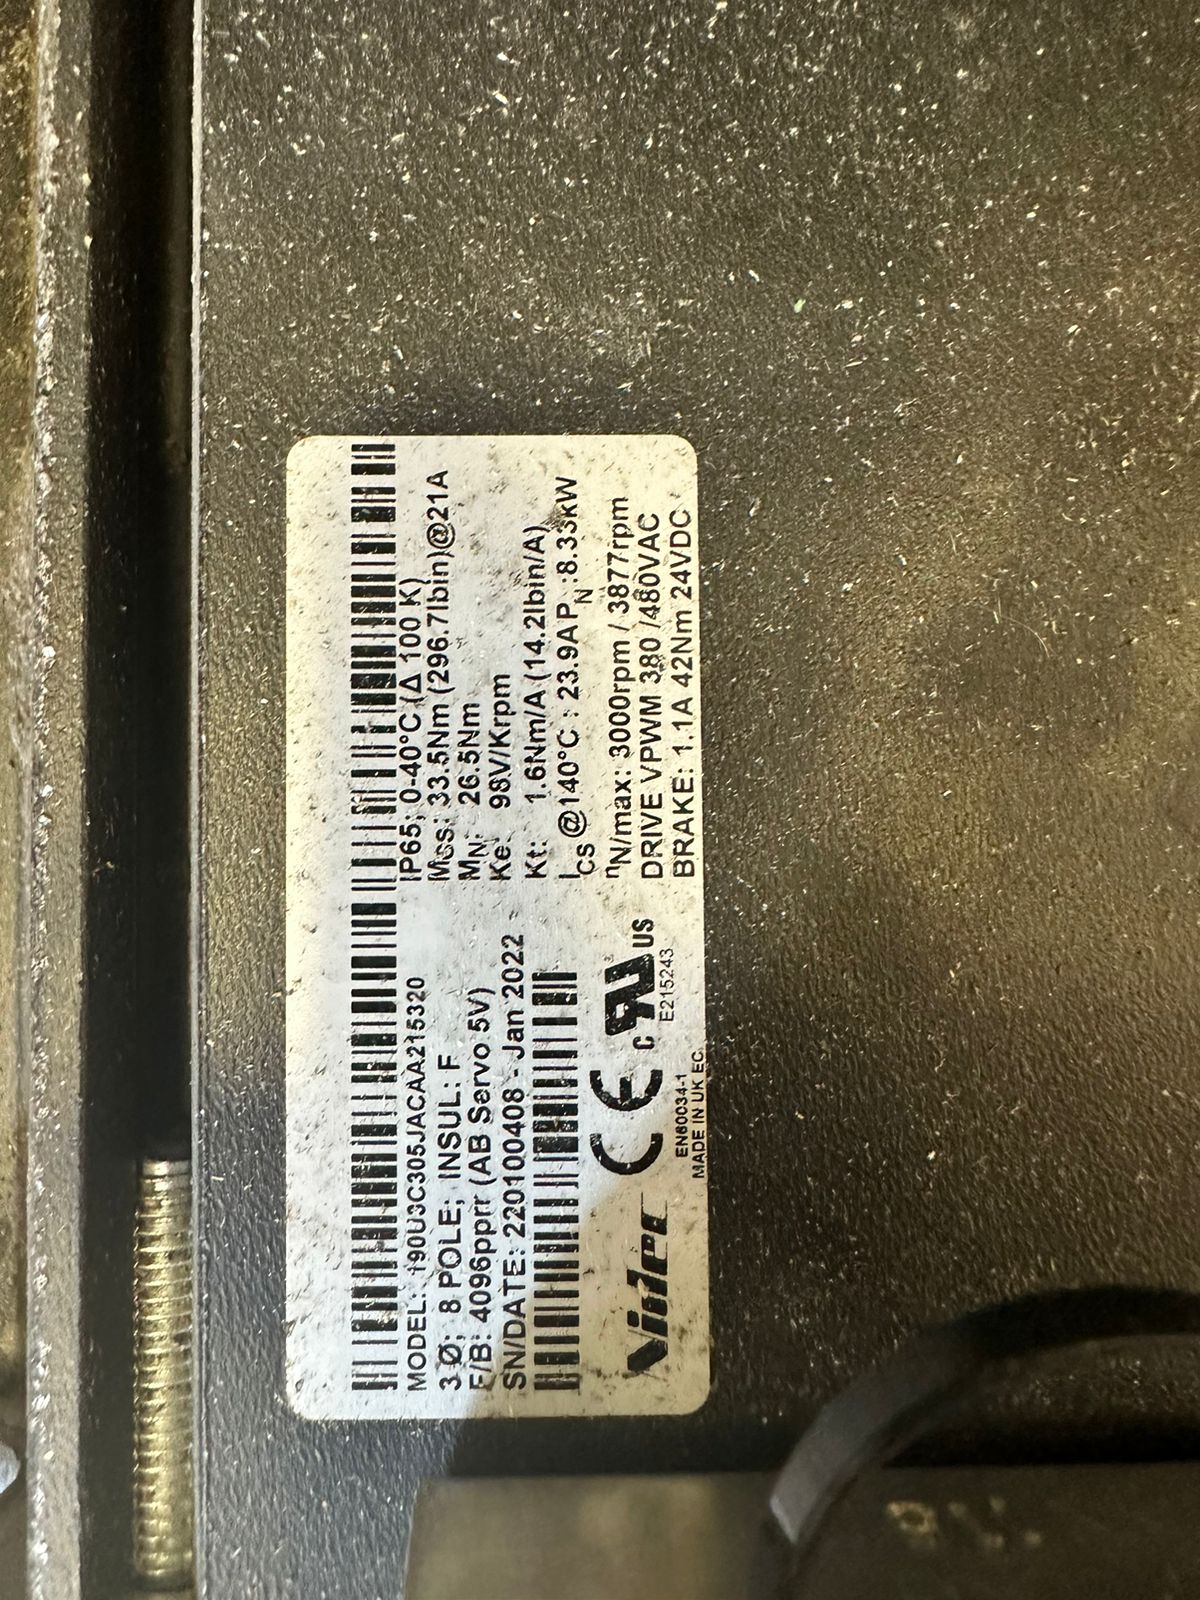 MODEL: 190U3C305JACAA215320
3 Ø; 8 POLE; INSUL: F
F/B: 4096pprr (AB Servo 5V)
SN/DATE: 220100408 - Jan 2022
Nidec
CE
c UR US
E215243
EN60034-1
MADE IN UK EC
IP65; 0-40°C (Δ 100 K)
Mcs: 33.5Nm (296.7lbin)@21A
MN: 26.5Nm
Ke: 98V/Krpm
Kt: 1.6Nm/A (14.2lbin/A)
Ics @140°C : 23.9A PN :8.33kW
nN/max: 3000rpm / 3877rpm
DRIVE VPWM 380 /480VAC
BRAKE: 1.1A 42Nm 24VDC